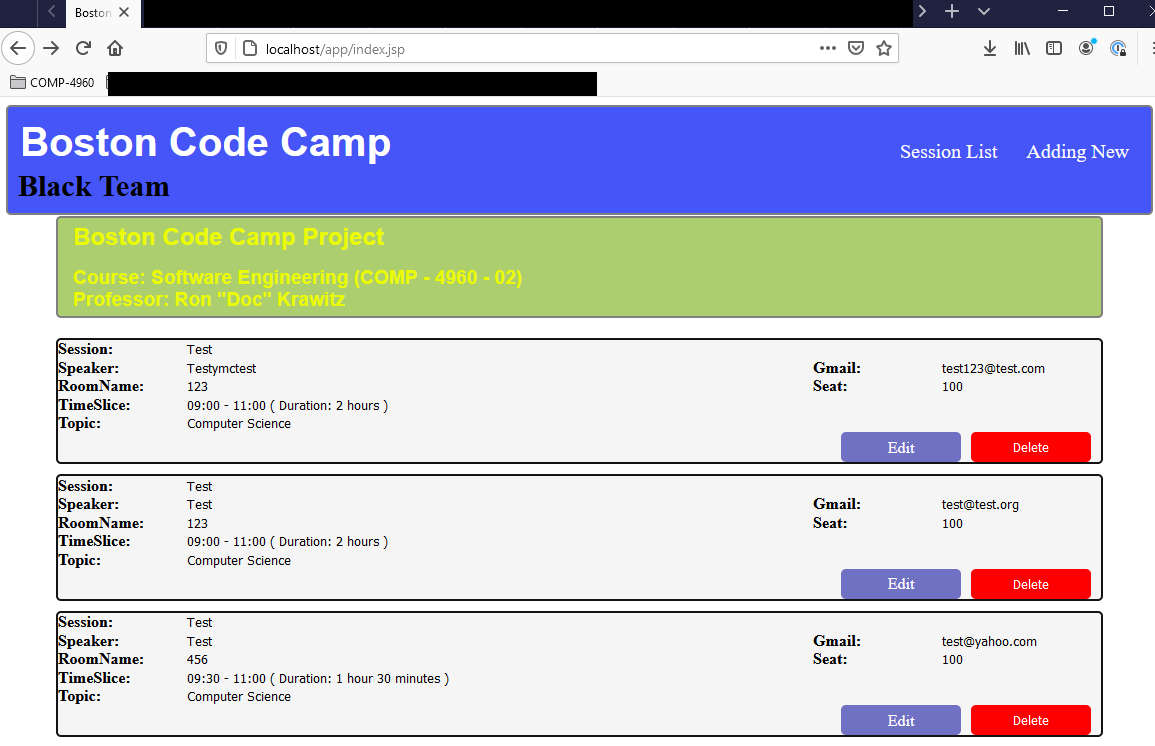 Boston
localhost/app/index.jsp
COMP-4960
Boston Code Camp
Session List Adding New
Black Team
Boston Code Camp Project
Course: Software Engineering (COMP - 4960 - 02)
Professor: Ron "Doc" Krawitz
Session: Test
Speaker: Testymctest Gmail: test123@test.com
RoomName: 123 Seat: 100
TimeSlice: 09:00 - 11:00 ( Duration: 2 hours )
Topic: Computer Science
Edit Delete
Session: Test
Speaker: Test Gmail: test@test.org
RoomName: 123 Seat: 100
TimeSlice: 09:00 - 11:00 ( Duration: 2 hours )
Topic: Computer Science
Edit Delete
Session: Test
Speaker: Test Gmail: test@yahoo.com
RoomName: 456 Seat: 100
TimeSlice: 09:30 - 11:00 ( Duration: 1 hour 30 minutes )
Topic: Computer Science
Edit Delete